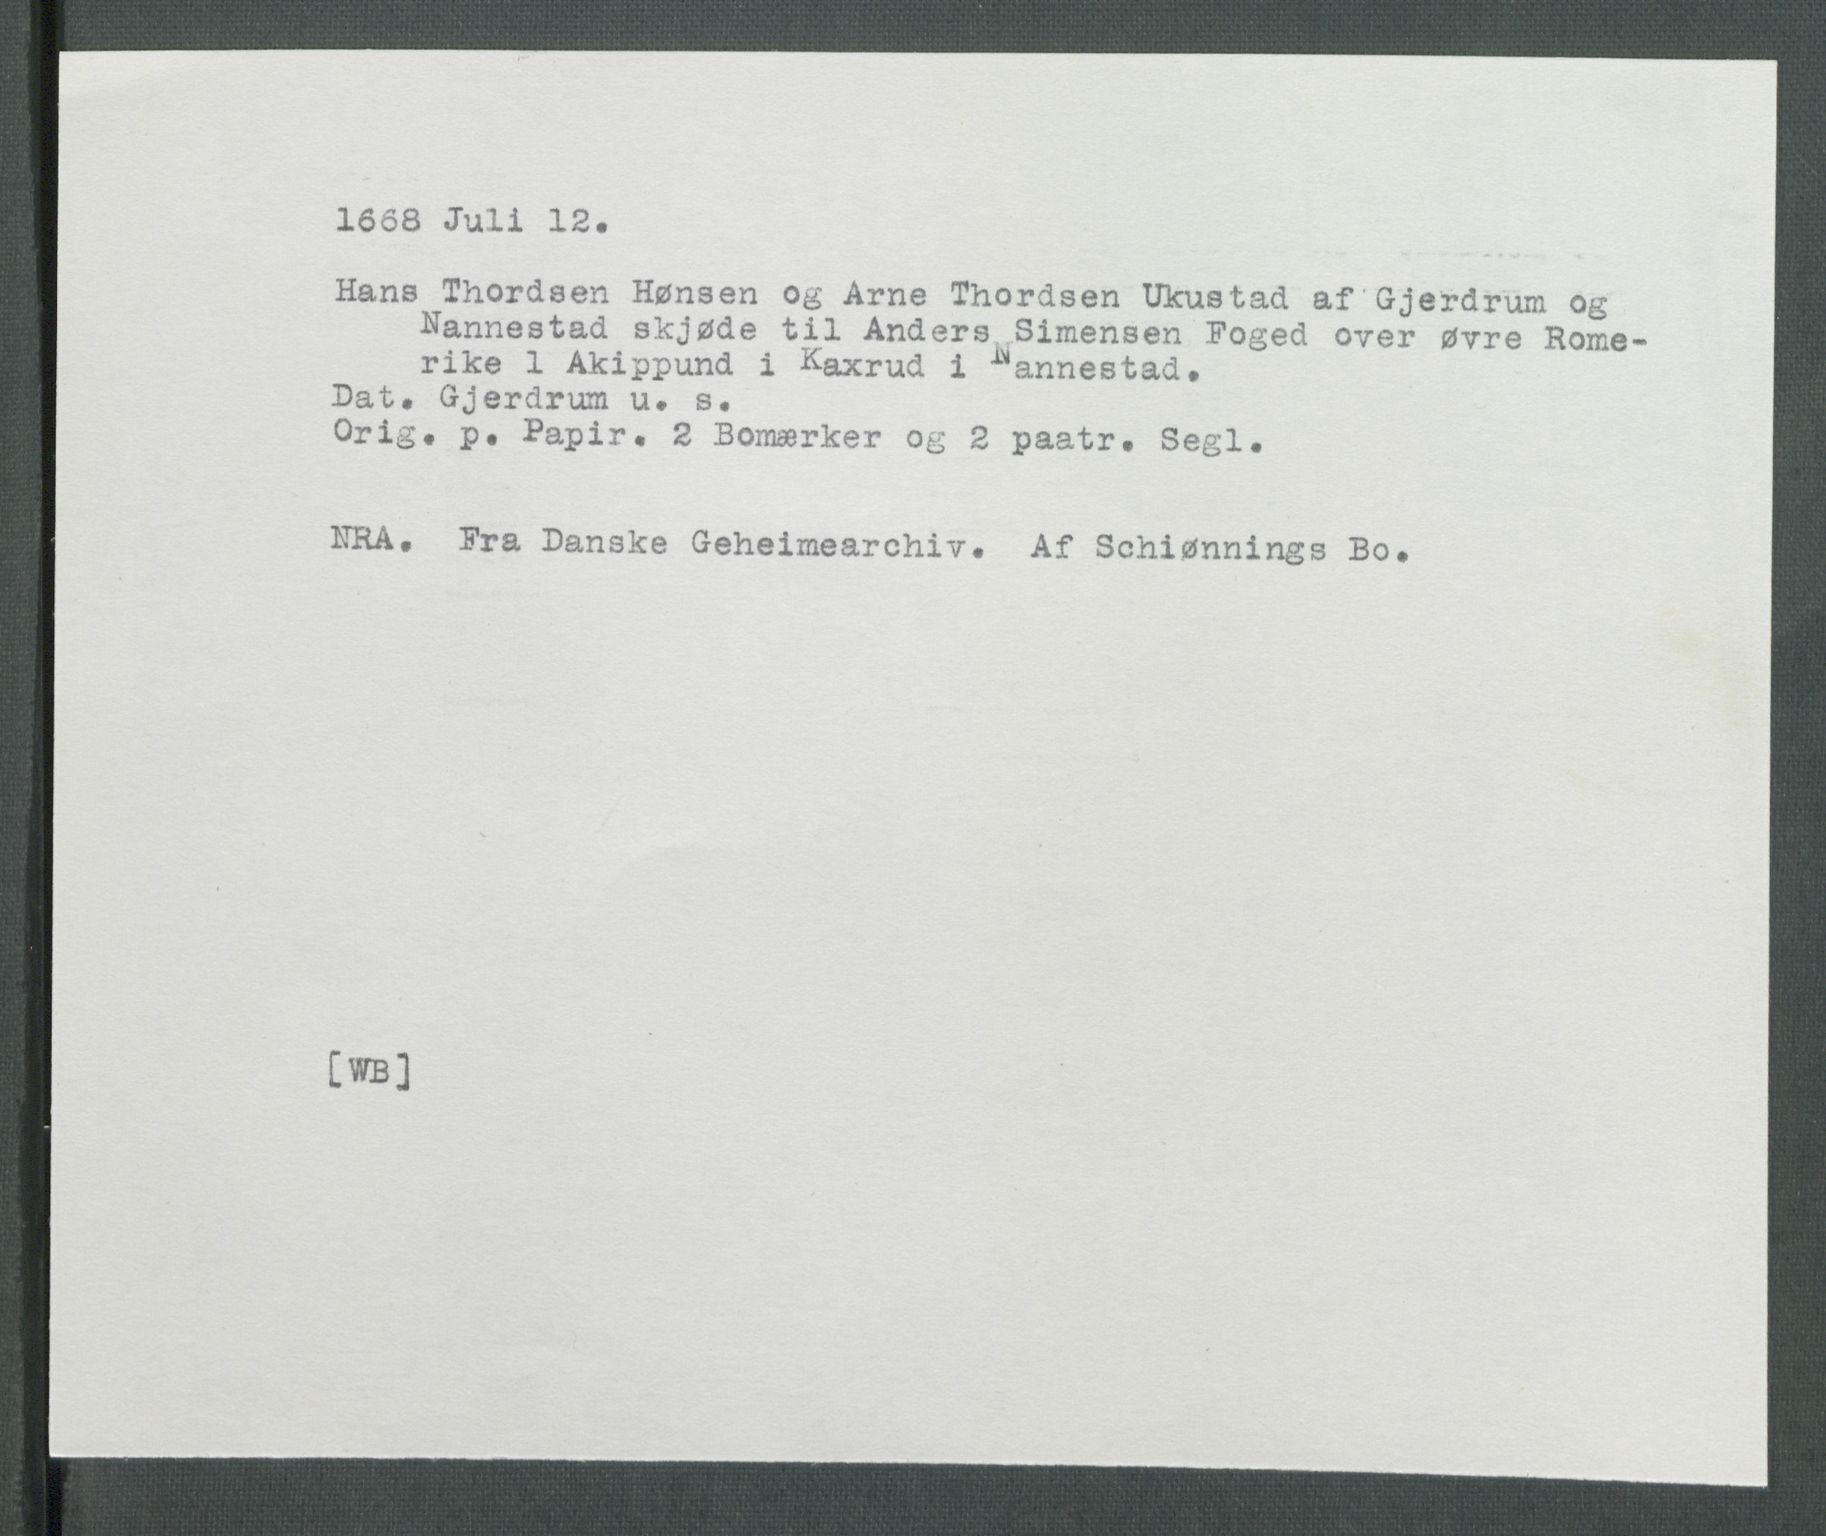 1668 Juli 12.
Hans Thordsen Hønsen og Arne Thordsen Ukustad af Gjerdrum og
Nannestad skjøde til Anders Simensen Foged over øvre Rome-
rike 1 Akippund i Kaxrud i Nannestad.
Dat. Gjerdrum u. s.
Orig. p. Papir. 2 Bomærker og 2 paatr. Segl.
NRA. Fra Danske Geheimearchiv. Af Schiønnings Bo.
[WB]